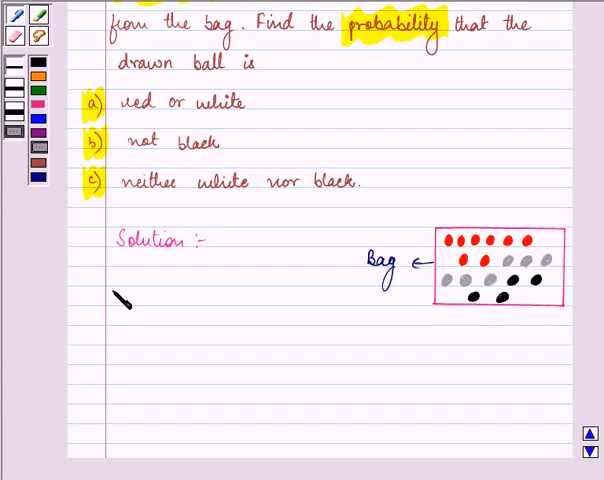 from the bag. Find the probability that the
drawn ball is
a) red or white
b) not black
c) neither white nor black.
Solution :-
Bag ←